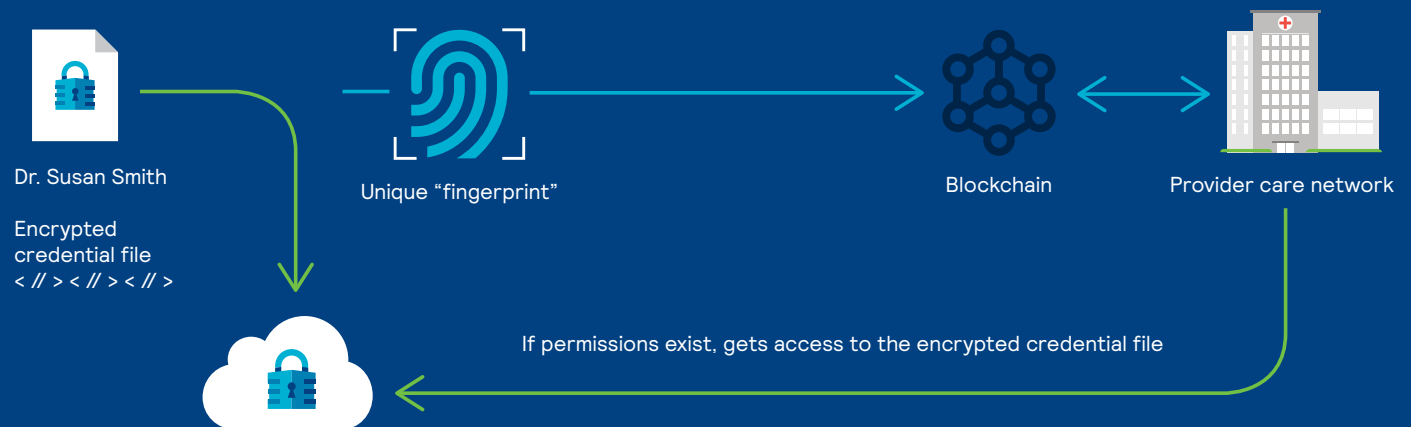 Dr. Susan Smith
Encrypted
credential file
< // > < // > < // >
Unique “fingerprint”
Blockchain
Provider care network
If permissions exist, gets access to the encrypted credential file